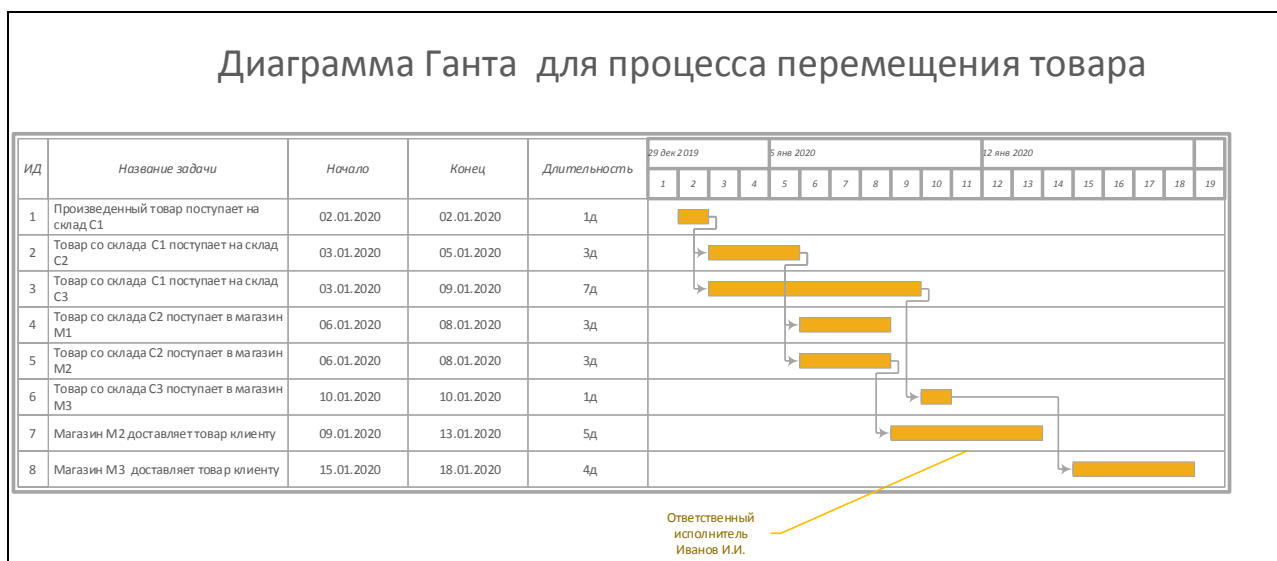 Диаграмма Ганта для процесса перемещения товара
ИД Название задачи Начало Конец Длительность 29 дек 2019 5 янв 2020 12 янв 2020
1 2 3 4 5 6 7 8 9 10 11 12 13 14 15 16 17 18 19
1 Произведенный товар поступает на склад С1 02.01.2020 02.01.2020 1д
2 Товар со склада С1 поступает на склад С2 03.01.2020 05.01.2020 3д
3 Товар со склада С1 поступает на склад С3 03.01.2020 09.01.2020 7д
4 Товар со склада С2 поступает в магазин М1 06.01.2020 08.01.2020 3д
5 Товар со склада С2 поступает в магазин М2 06.01.2020 08.01.2020 3д
6 Товар со склада С3 поступает в магазин М3 10.01.2020 10.01.2020 1д
7 Магазин М2 доставляет товар клиенту 09.01.2020 13.01.2020 5д
8 Магазин М3 доставляет товар клиенту 15.01.2020 18.01.2020 4д
Ответственный
исполнитель
Иванов И.И.